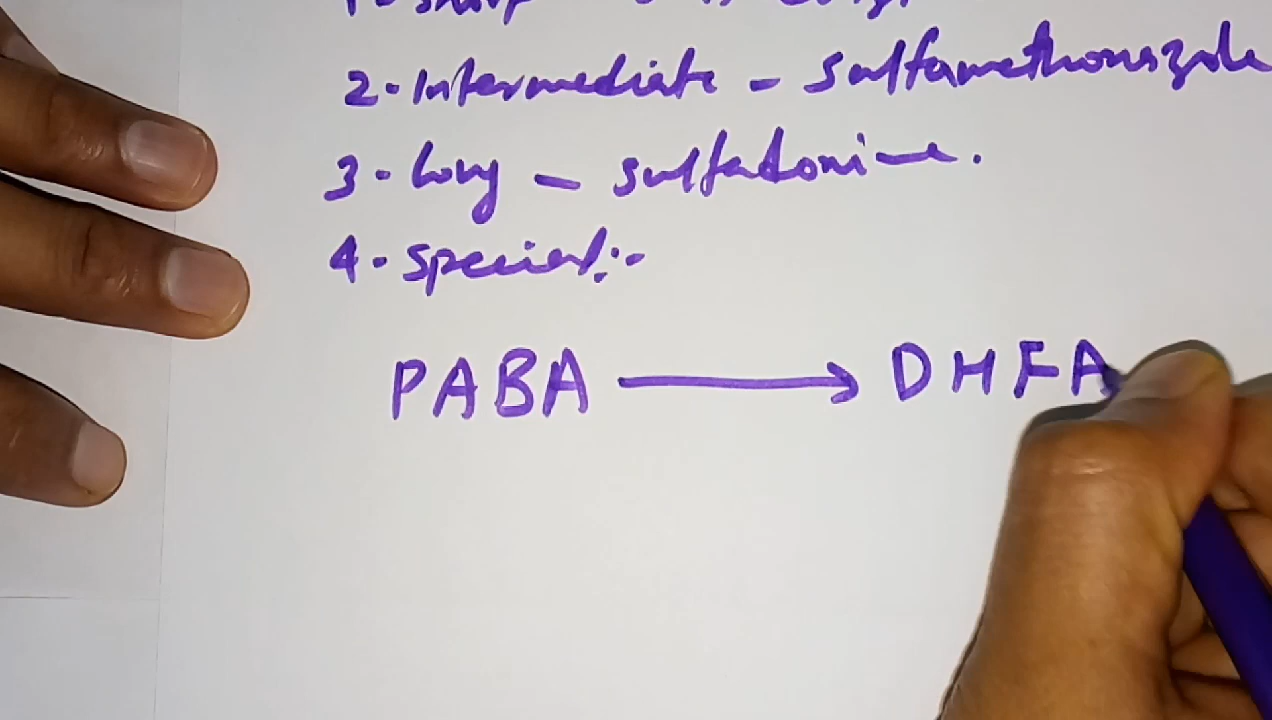 2- Intermediate - Sulfamethoxazole
3- Long - sulfadoxine.
4- Special:-
PABA → DHFA